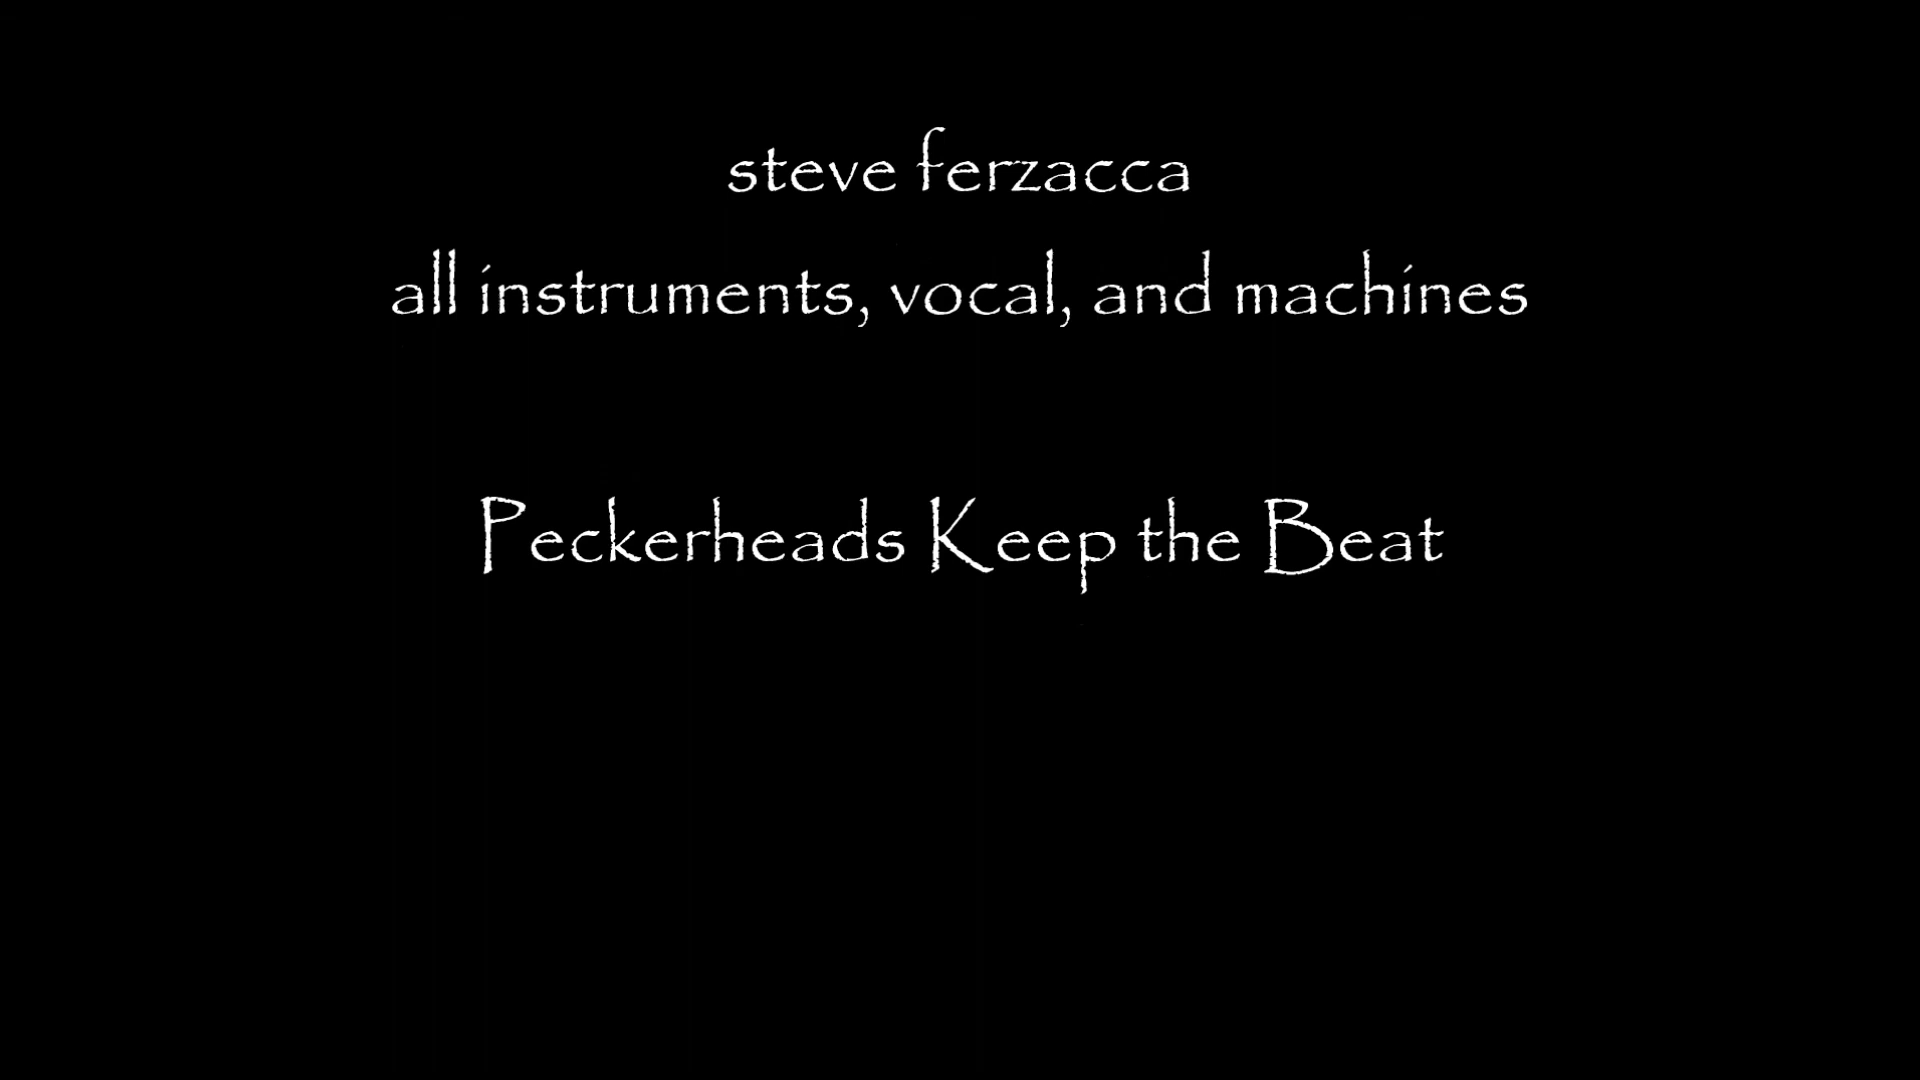 steve ferzacca
all instruments, vocal, and machines
Peckerheads Keep the Beat